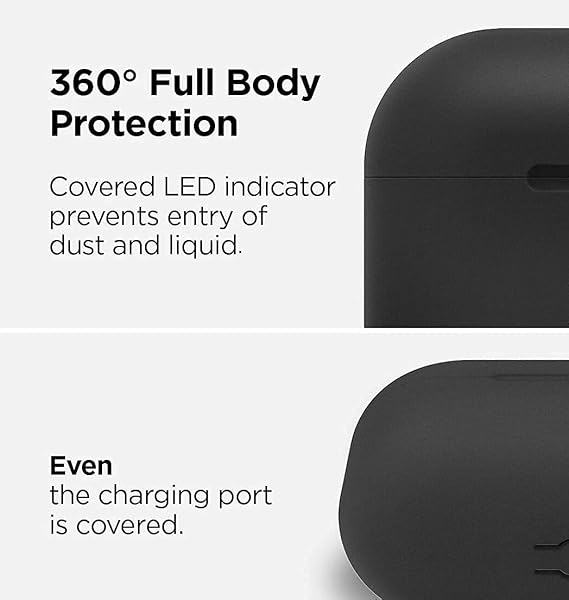 360° Full Body
Protection
Covered LED indicator
prevents entry of
dust and liquid.
Even
the charging port
is covered.